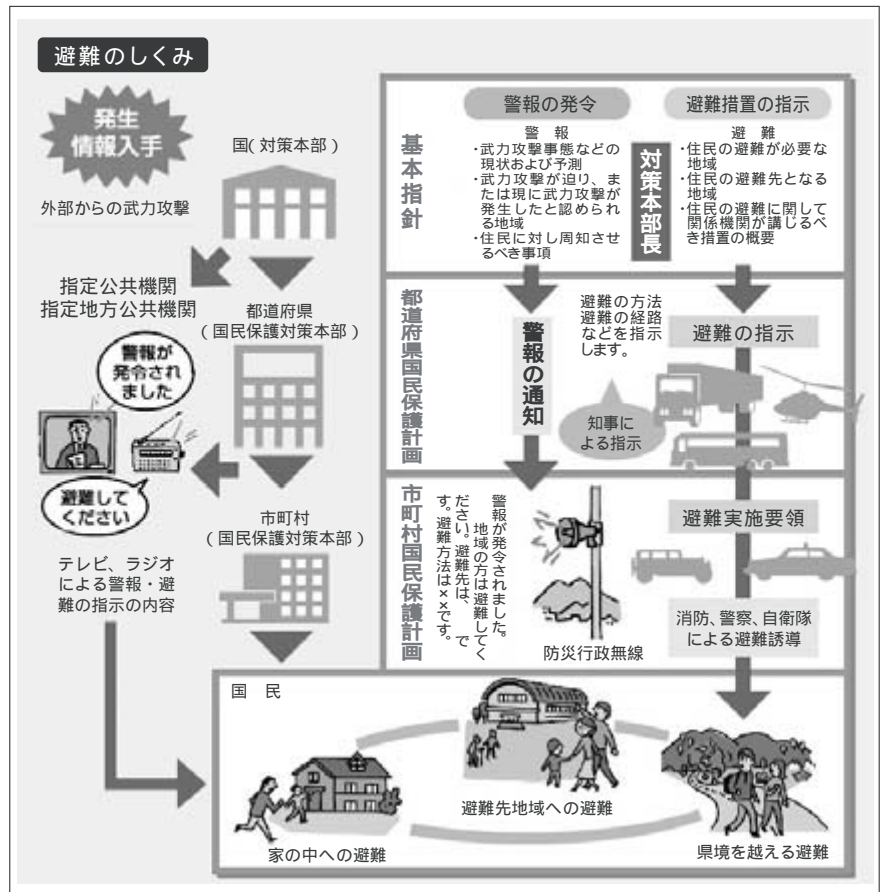 避難のしくみ
発生
情報入手
外部からの武力攻撃
国(対策本部)
指定公共機関
指定地方公共機関
都道府県
(国民保護対策本部)
警報が
発令され
ました
避難して
ください
テレビ、ラジオ
による警報・避
難の指示の内容
市町村
(国民保護対策本部)
基本指針
警報の発令
警 報
・武力攻撃事態などの
現状および予測
・武力攻撃が迫り、ま
たは現に武力攻撃が
発生したと認められ
る地域
・住民に対し周知させ
るべき事項
対策本部長
避難措置の指示
避 難
・住民の避難が必要な
地域
・住民の避難先となる
地域
・住民の避難に関して
関係機関が講じるべ
き措置の概要
都道府県国民保護計画
警報の通知
避難の方法
避難の経路
などを指示
します。
知事に
よる指示
避難の指示
市町村国民保護計画
警報が発令されました。
地域の方は避難してく
ださい。避難先は、 で
す。避難方法は××です。
防災行政無線
避難実施要領
消防、警察、自衛隊
による避難誘導
国 民
家の中への避難
避難先地域への避難
県境を越える避難